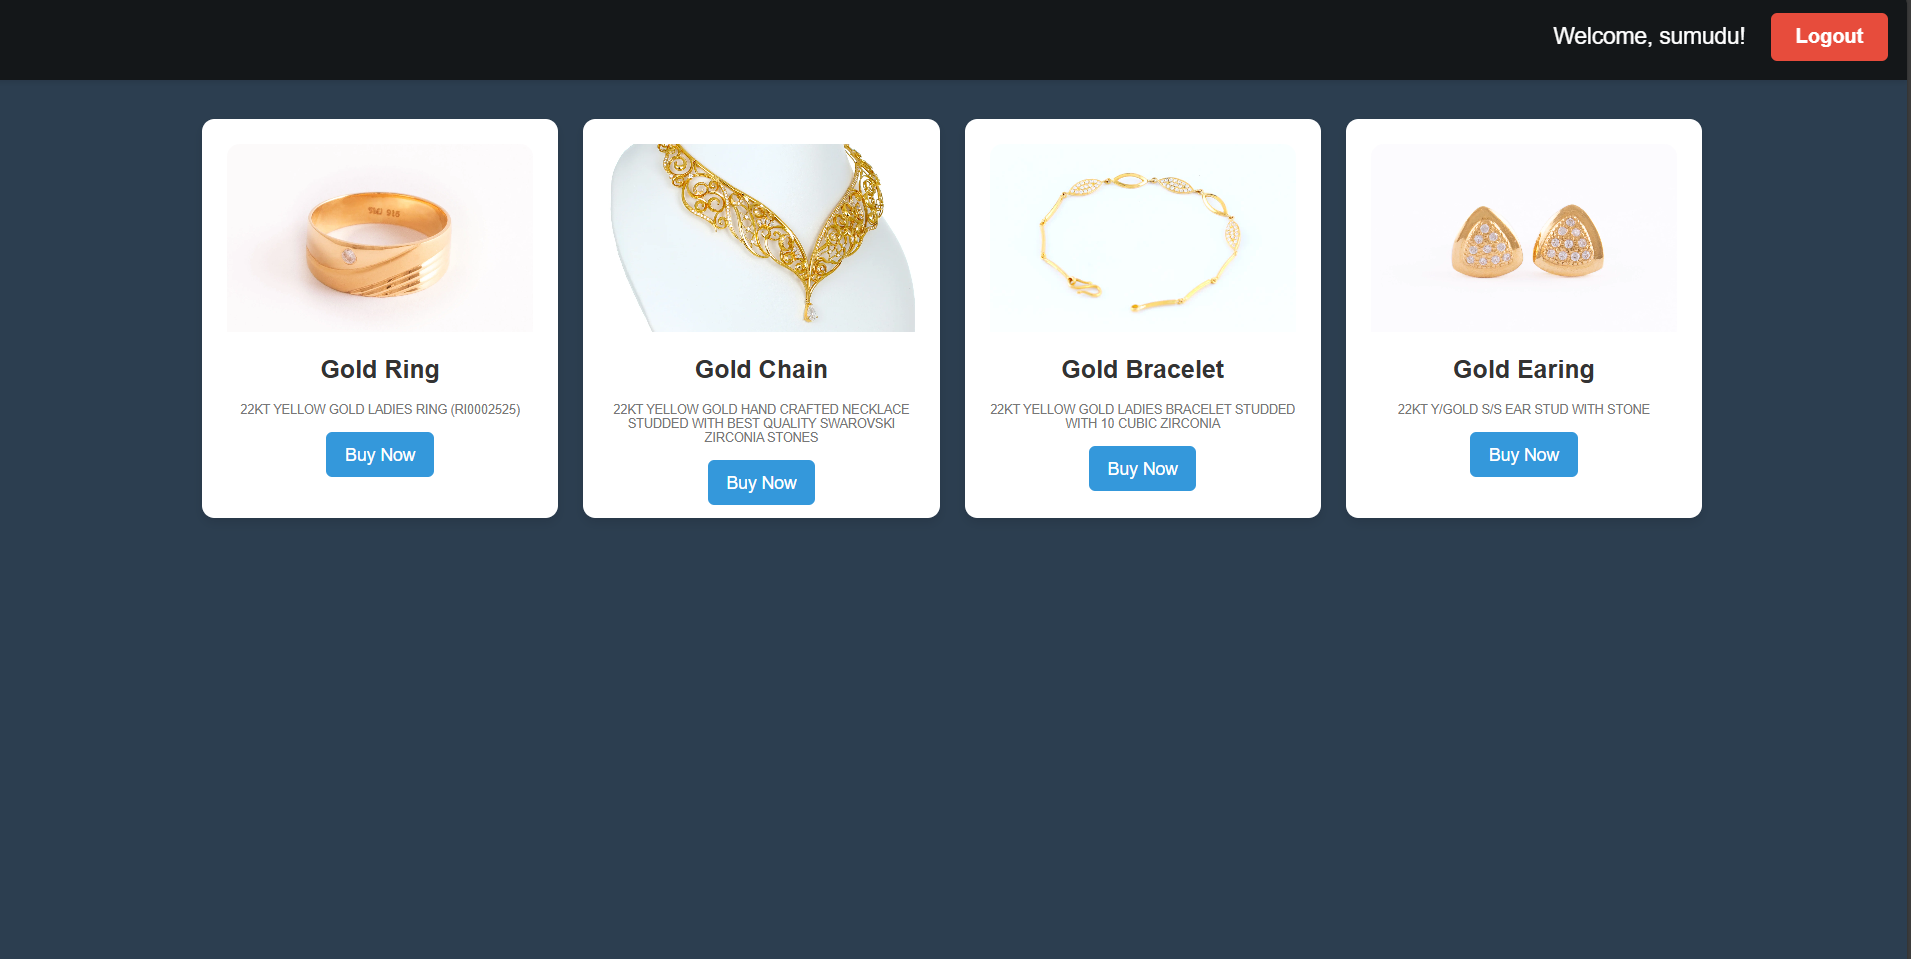 Welcome, sumudu!
Logout
Gold Ring
22KT YELLOW GOLD LADIES RING (RI0002525)
Buy Now
Gold Chain
22KT YELLOW GOLD HAND CRAFTED NECKLACE
STUDDED WITH BEST QUALITY SWAROVSKI
ZIRCONIA STONES
Buy Now
Gold Bracelet
22KT YELLOW GOLD LADIES BRACELET STUDDED
WITH 10 CUBIC ZIRCONIA
Buy Now
Gold Earing
22KT Y/GOLD S/S EAR STUD WITH STONE
Buy Now